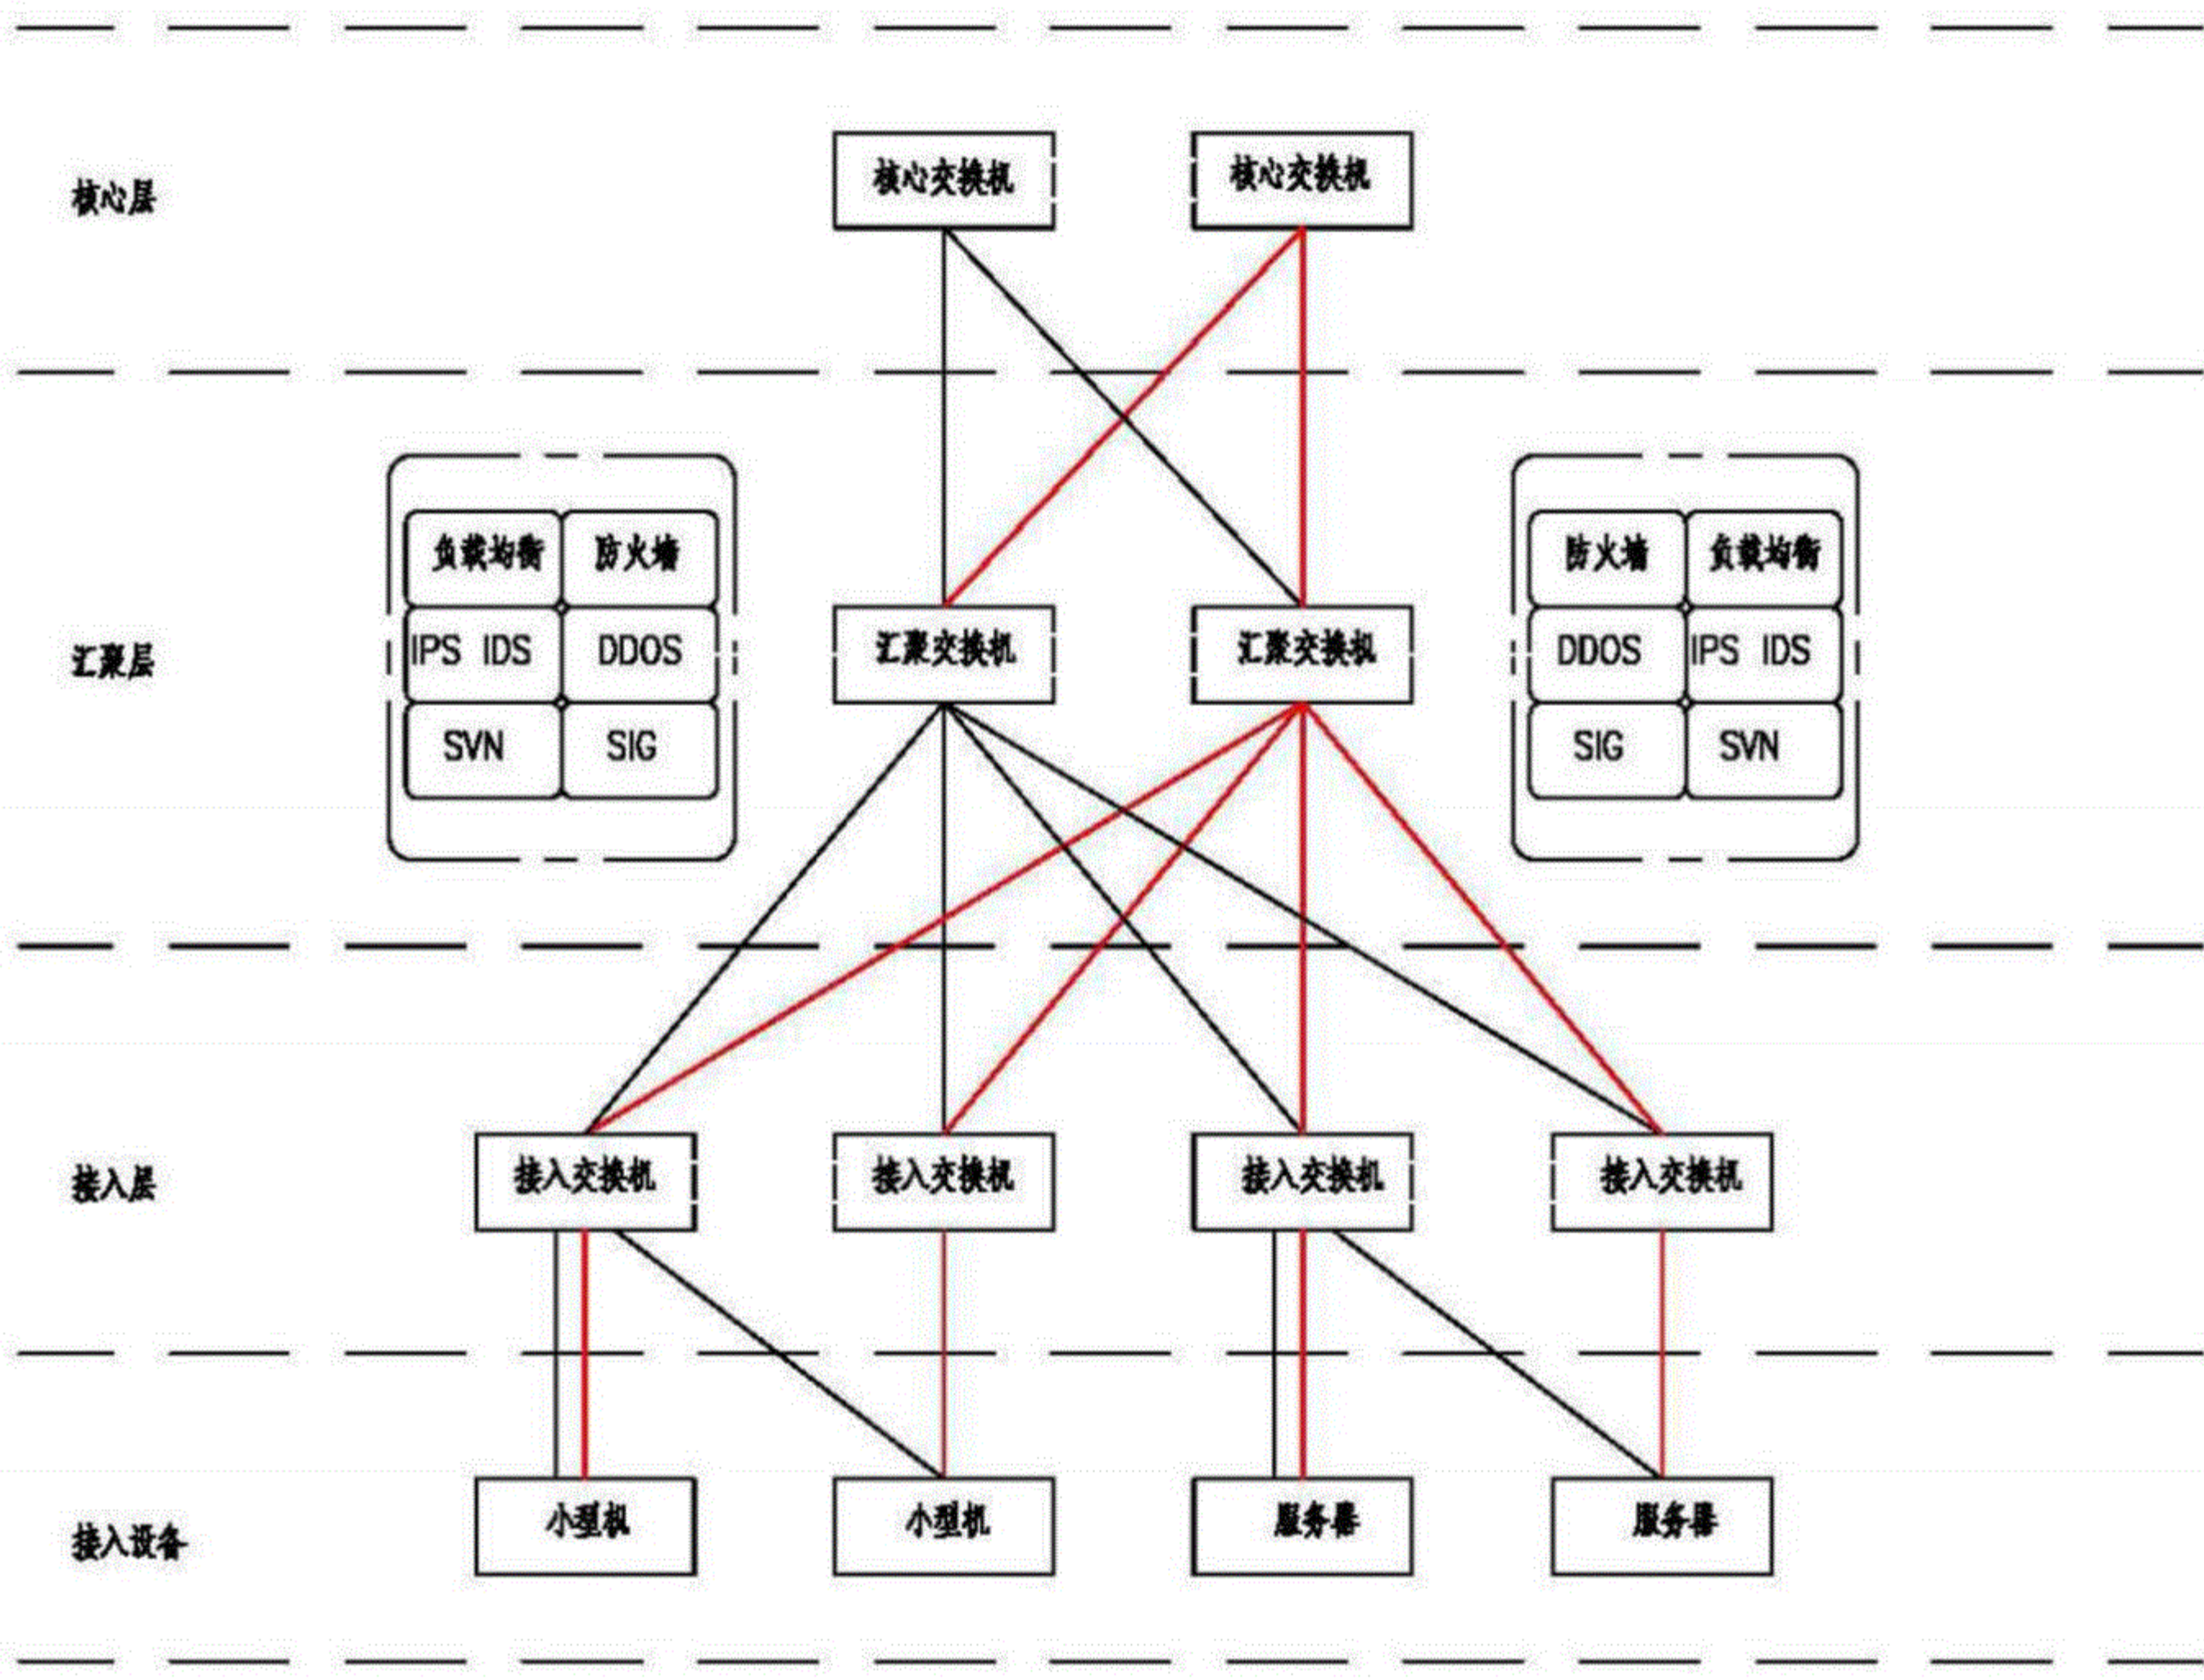 核心层
核心交换机
核心交换机
汇聚层
负载均衡
防火墙
IPS IDS
DDOS
SVN
SIG
汇聚交换机
汇聚交换机
防火墙
负载均衡
DDOS
IPS IDS
SIG
SVN
接入层
接入交换机
接入交换机
接入交换机
接入交换机
接入设备
小型机
小型机
服务器
服务器